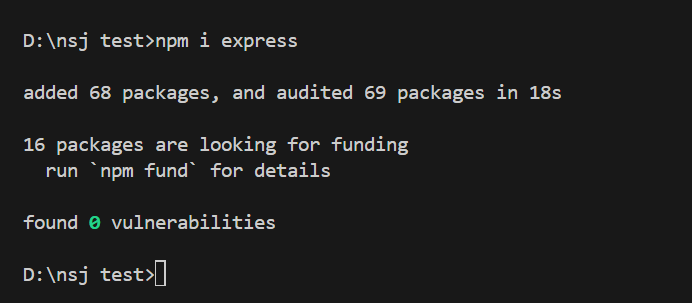 D:\nsj test>npm i express
added 68 packages, and audited 69 packages in 18s
16 packages are looking for funding
  run `npm fund` for details
found 0 vulnerabilities
D:\nsj test>